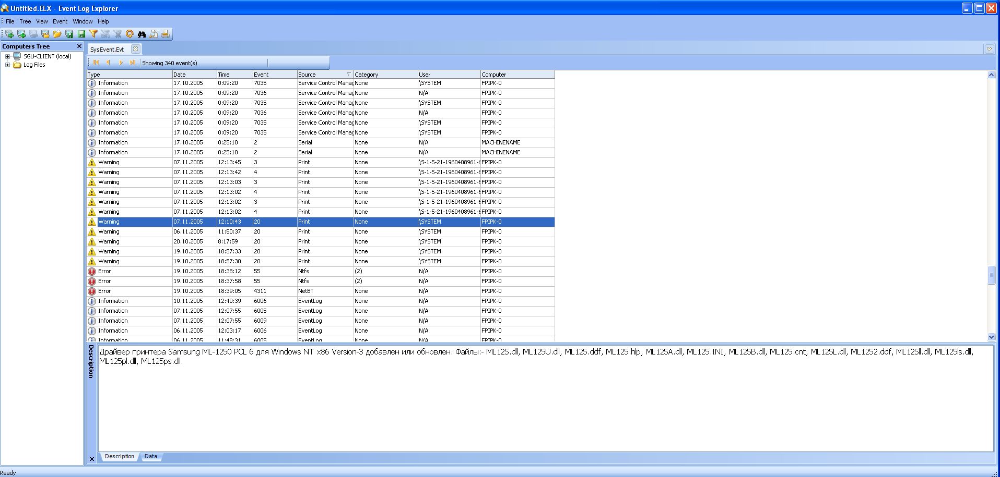 Untitled.ELX - Event Log Explorer
File Tree View Event Window Help
Computers Tree
SGU-CLIENT (local)
Log Files
SysEvent.Evt
Showing 340 event(s)
Type Date Time Event Source Category User Computer
Information 17.10.2005 0:09:20 7035 Service Control Manag None \SYSTEM FPIPK-0
Information 17.10.2005 0:09:20 7036 Service Control Manag None N/A FPIPK-0
Information 17.10.2005 0:09:20 7035 Service Control Manag None \SYSTEM FPIPK-0
Information 17.10.2005 0:09:20 7036 Service Control Manag None N/A FPIPK-0
Information 17.10.2005 0:09:20 7035 Service Control Manag None \SYSTEM FPIPK-0
Information 17.10.2005 0:09:20 7035 Service Control Manag None \SYSTEM FPIPK-0
Information 17.10.2005 0:25:10 2 Serial None N/A MACHINENAME
Information 17.10.2005 0:25:10 2 Serial None N/A MACHINENAME
Warning 07.11.2005 12:13:45 3 Print None \S-1-5-21-1960408961-6 FPIPK-0
Warning 07.11.2005 12:13:42 4 Print None \S-1-5-21-1960408961-6 FPIPK-0
Warning 07.11.2005 12:13:03 3 Print None \S-1-5-21-1960408961-6 FPIPK-0
Warning 07.11.2005 12:13:02 4 Print None \S-1-5-21-1960408961-6 FPIPK-0
Warning 07.11.2005 12:13:02 3 Print None \S-1-5-21-1960408961-6 FPIPK-0
Warning 07.11.2005 12:13:02 4 Print None \S-1-5-21-1960408961-6 FPIPK-0
Warning 07.11.2005 12:10:43 20 Print None \SYSTEM FPIPK-0
Warning 06.11.2005 11:50:37 20 Print None \SYSTEM FPIPK-0
Warning 20.10.2005 8:17:59 20 Print None \SYSTEM FPIPK-0
Warning 19.10.2005 18:57:33 20 Print None \SYSTEM FPIPK-0
Warning 19.10.2005 18:57:30 20 Print None \SYSTEM FPIPK-0
Error 19.10.2005 18:38:12 55 Ntfs (2) N/A FPIPK-0
Error 19.10.2005 18:37:58 55 Ntfs (2) N/A FPIPK-0
Error 19.10.2005 18:39:05 4311 NetBT None N/A FPIPK-0
Information 10.11.2005 12:40:39 6006 EventLog None N/A FPIPK-0
Information 07.11.2005 12:07:55 6005 EventLog None N/A FPIPK-0
Information 07.11.2005 12:07:55 6009 EventLog None N/A FPIPK-0
Information 06.11.2005 12:03:17 6006 EventLog None N/A FPIPK-0
Information 06.11.2005 11:48:31 6005 EventLog None N/A FPIPK-0
Description
Драйвер принтера Samsung ML-1250 PCL 6 для Windows NT x86 Version-3 добавлен или обновлен. Файлы:- ML125.dll, ML125U.dll, ML125.ddf, ML125.hlp, ML125A.dll, ML125.INI, ML125B.dll, ML125.cnt, ML125L.dll, ML1252.ddf, ML125ll.dll, ML125ls.dll,
ML125pl.dll, ML125ps.dll.
Description Data
Ready